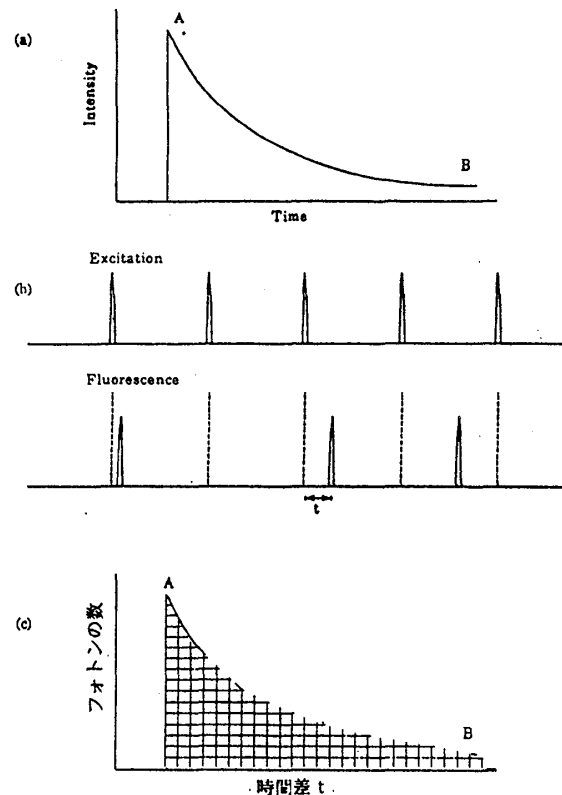 (a)
A
Intensity
B
Time
Excitation
(h)
Fluorescence
t
A
(c)
フォトンの数
B
時間差 t